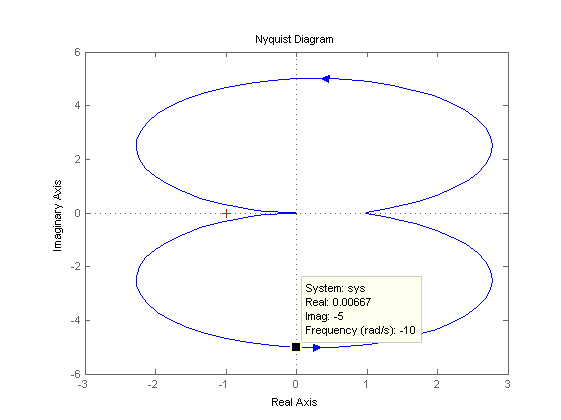 Nyquist Diagram
6
4
2
0
-2
-4
-6
Imaginary Axis
System: sys
Real: 0.00667
Imag: -5
Frequency (rad/s): -10
-3 -2 -1 0 1 2 3
Real Axis